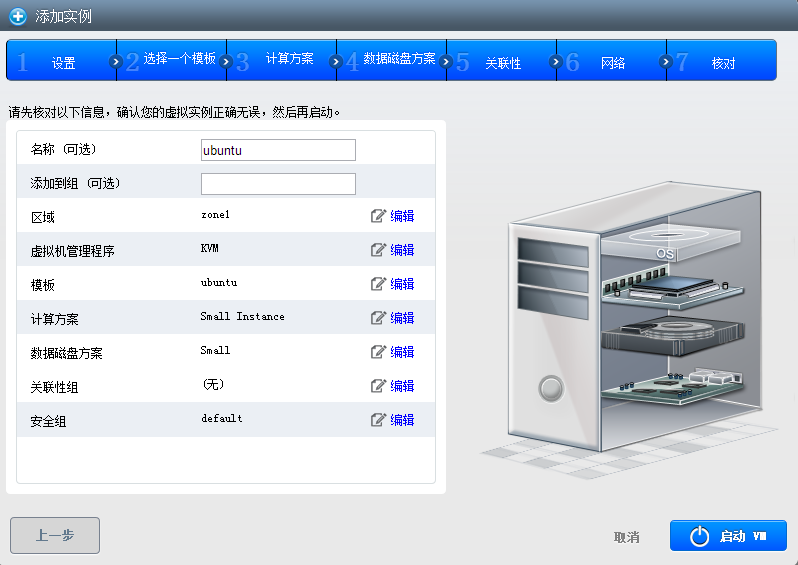 添加实例
1 设置
2 选择一个模板
3 计算方案
4 数据磁盘方案
5 关联性
6 网络
7 核对
请先核对以下信息，确认您的虚拟实例正确无误，然后再启动。
名称（可选） ubuntu
添加到组（可选）
区域 zone1 编辑
虚拟机管理程序 KVM 编辑
模板 ubuntu 编辑
计算方案 Small Instance 编辑
数据磁盘方案 Small 编辑
关联性组 (无) 编辑
安全组 default 编辑
OS
上一步
取消
启动 VM